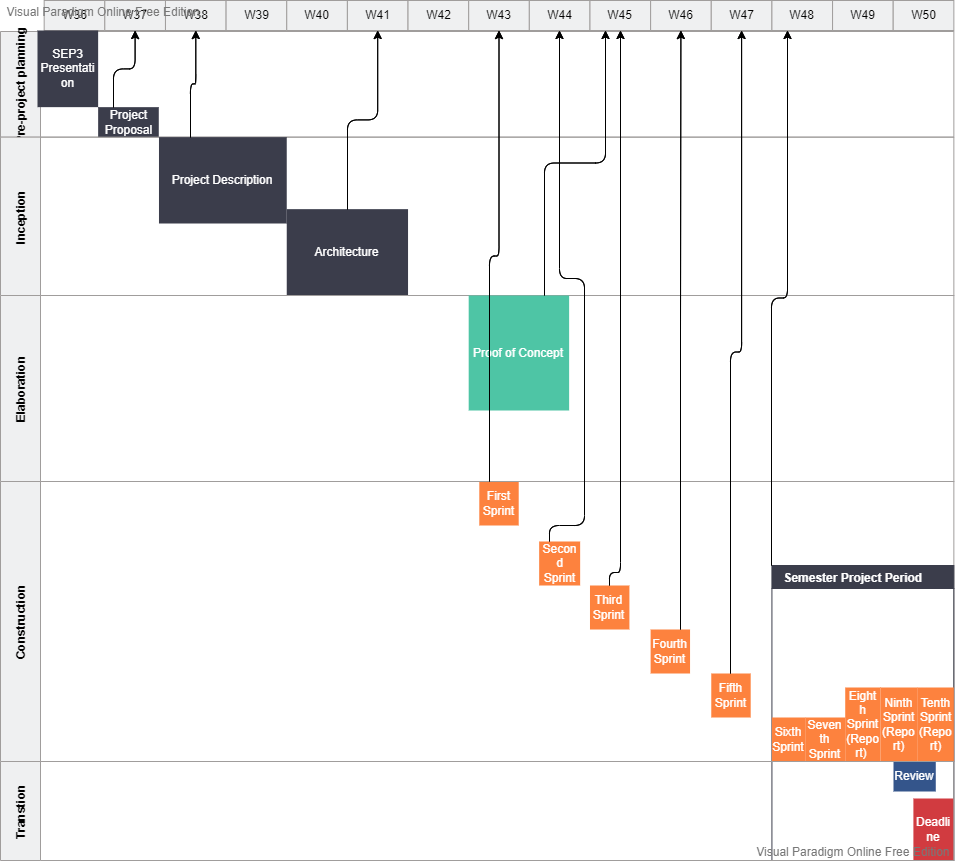 Visual Paradigm Online Free Edition
W36 W37 W38 W39 W40 W41 W42 W43 W44 W45 W46 W47 W48 W49 W50
re-project planning
SEP3
Presentati
on
Project
Proposal
Inception
Project Description
Architecture
Elaboration
Proof of Concept
Construction
First
Sprint
Secon
d
Sprint
Third
Sprint
Fourth
Sprint
Fifth
Sprint
Semester Project Period
Sixth
Sprint
Seven
th
Sprint
Eight
h
Sprint
(Repo
rt)
Ninth
Sprint
(Repo
rt)
Tenth
Sprint
(Repo
rt)
Transtion
Review
Deadli
ne
Visual Paradigm Online Free Edition